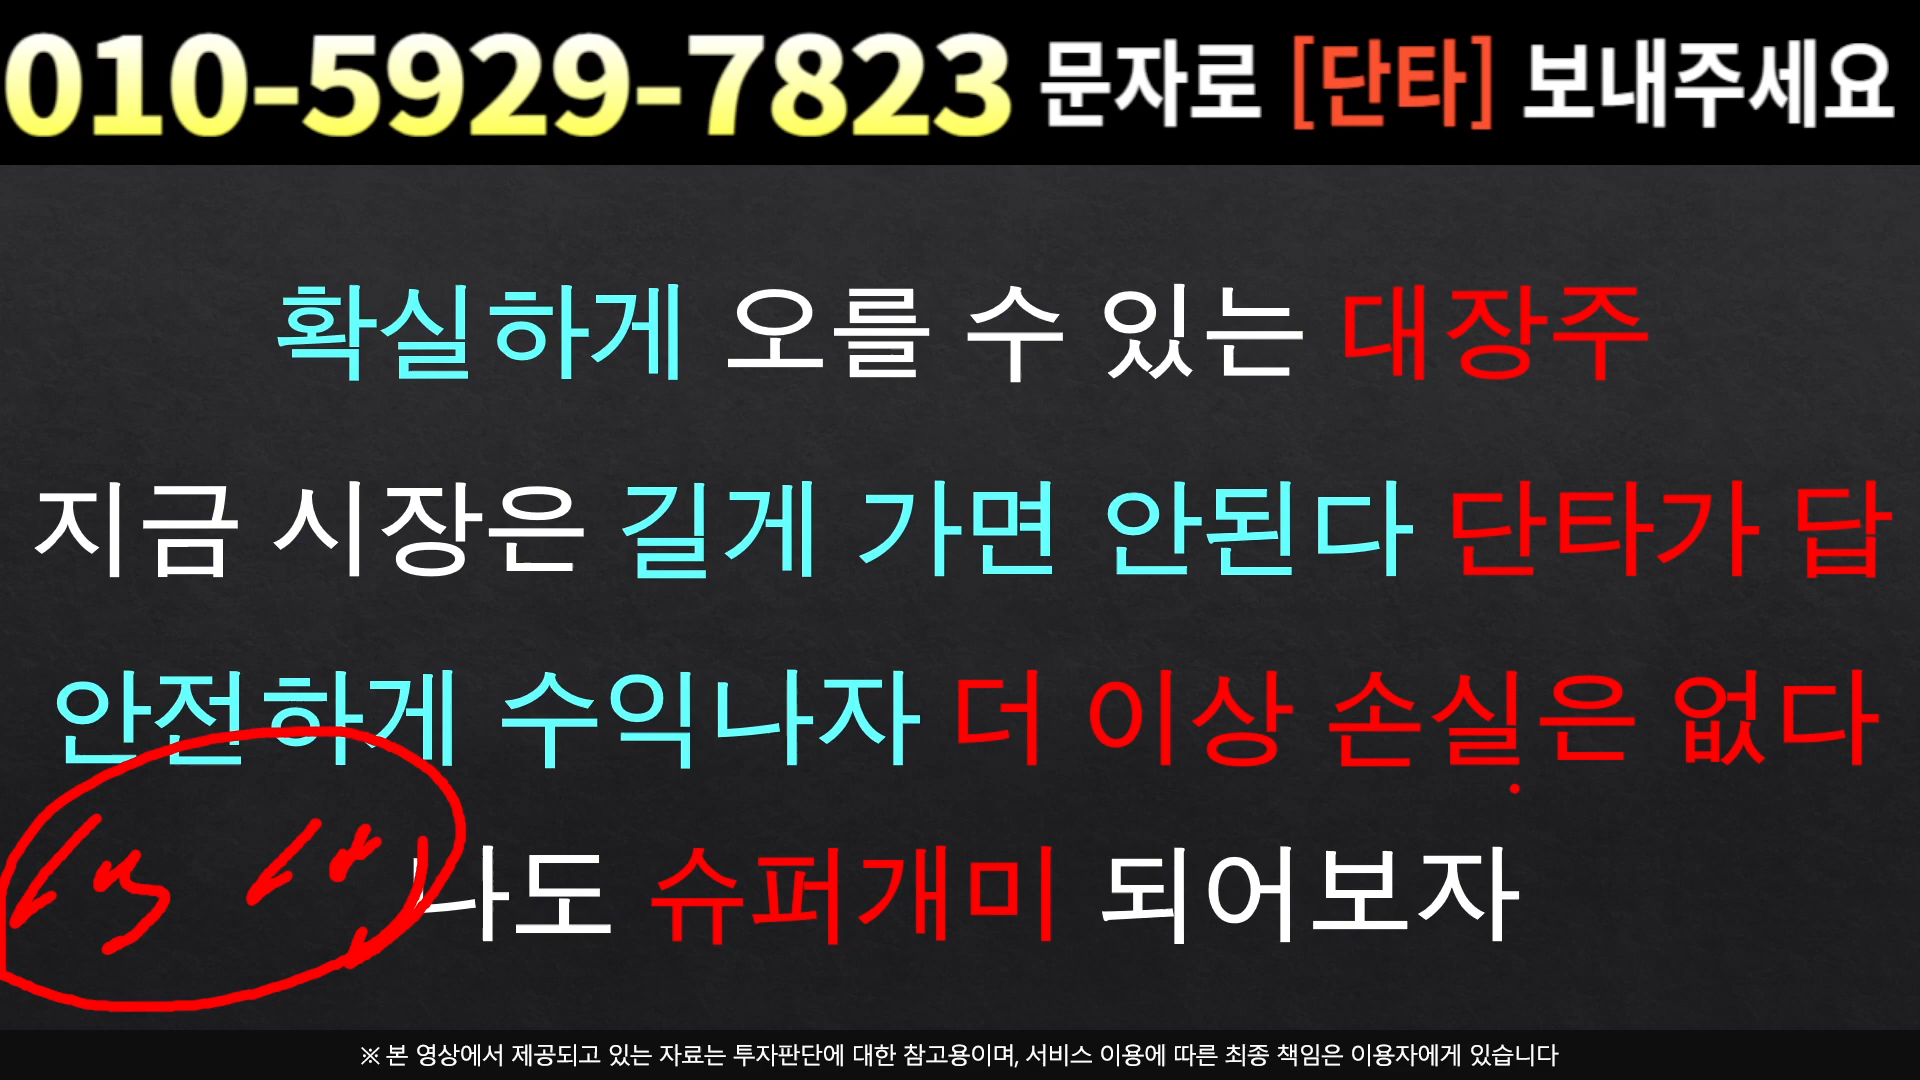 010-5929-7823 문자로 [단타] 보내주세요
확실하게 오를 수 있는 대장주
지금 시장은 길게 가면 안된다 단타가 답
안전하게 수익나자 더 이상 손실은 없다
나도 슈퍼개미 되어보자
※ 본 영상에서 제공되고 있는 자료는 투자판단에 대한 참고용이며, 서비스 이용에 따른 최종 책임은 이용자에게 있습니다